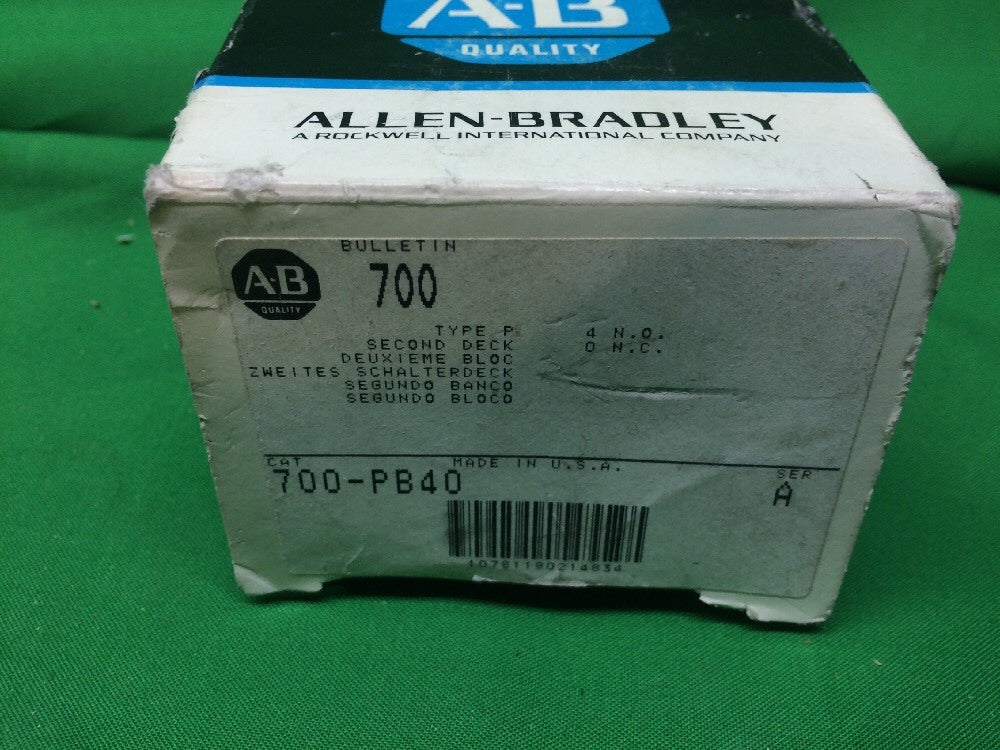 A-B
QUALITY
ALLEN-BRADLEY
A ROCKWELL INTERNATIONAL COMPANY
BULLETIN
A-B
QUALITY
700
TYPE P 4 N.O.
SECOND DECK 0 N.C.
DEUXIEME BLOC
ZWEITES SCHALTERDECK
SEGUNDO BANCO
SEGUNDO BLOCO
CAT MADE IN U.S.A. SER
700-PB40 A
10781180214834